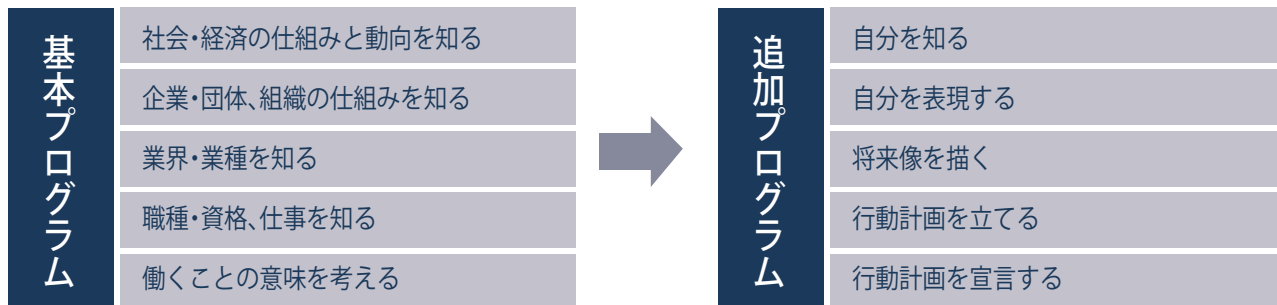 基本プログラム
社会・経済の仕組みと動向を知る
企業・団体、組織の仕組みを知る
業界・業種を知る
職種・資格、仕事を知る
働くことの意味を考える
追加プログラム
自分を知る
自分を表現する
将来像を描く
行動計画を立てる
行動計画を宣言する